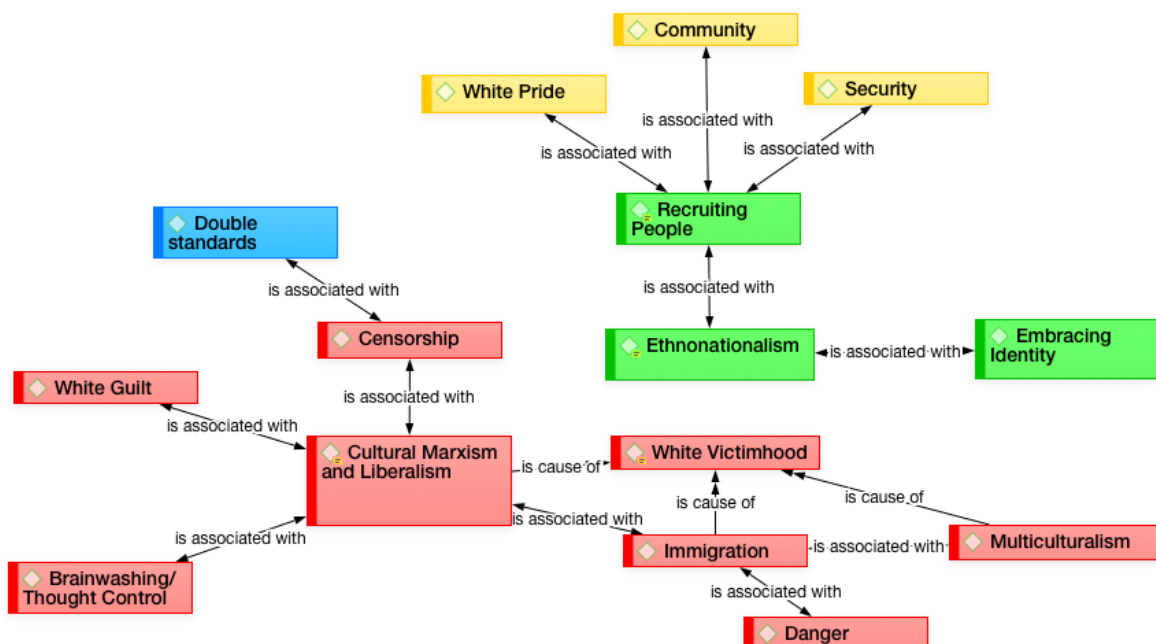 Community
White Pride
Security
is associated with
is associated with
is associated with
Recruiting
People
Double
standards
is associated with
is associated with
Censorship
Ethnonationalism
is associated with
Embracing
Identity
White Guilt
is associated with
is associated with
Cultural Marxism
and Liberalism
is cause of
White Victimhood
is cause of
is cause of
is associated with
is associated with
Immigration
is associated with
Multiculturalism
Brainwashing/
Thought Control
is associated with
Danger